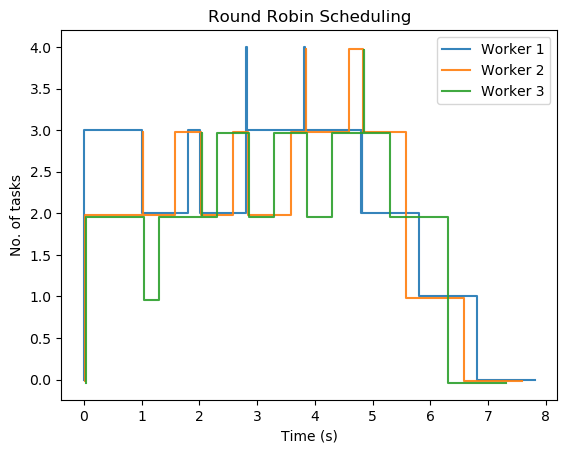 Round Robin Scheduling
Worker 1
Worker 2
Worker 3
No. of tasks
4.0
3.5
3.0
2.5
2.0
1.5
1.0
0.5
0.0
0 1 2 3 4 5 6 7 8
Time (s)